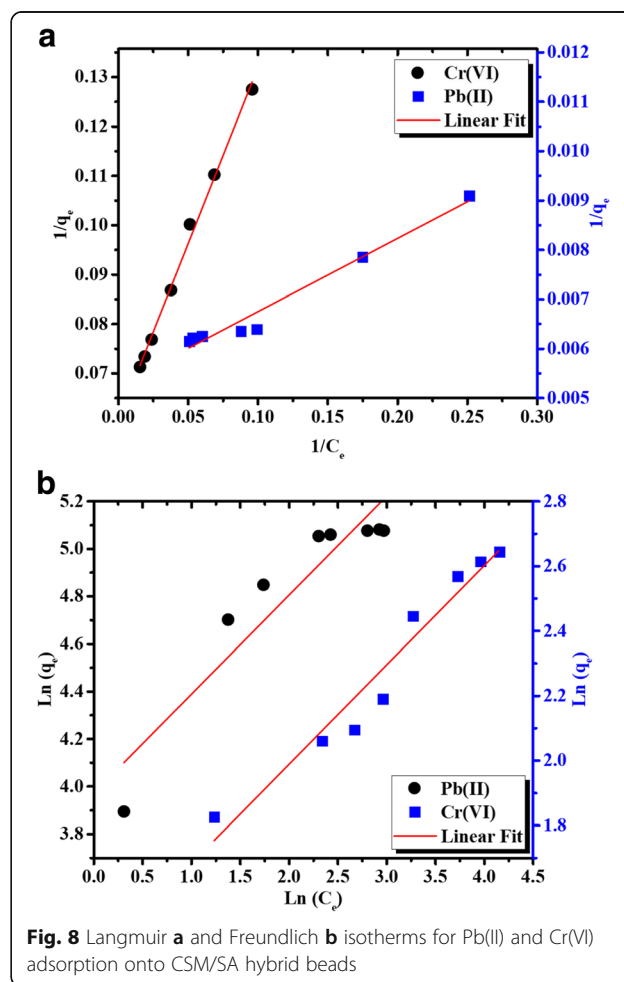 a
0.13
0.12
0.11
0.10
0.09
0.08
0.07
1/qe
0.012
0.011
0.010
0.009
0.008
0.007
0.006
0.005
1/qe
Cr(VI)
Pb(II)
Linear Fit
0.00 0.05 0.10 0.15 0.20 0.25 0.30
1/Ce
b
5.2
5.0
4.8
4.6
4.4
4.2
4.0
3.8
Ln (qe)
2.8
2.6
2.4
2.2
2.0
1.8
Ln (qe)
Pb(II)
Cr(VI)
Linear Fit
0.0 0.5 1.0 1.5 2.0 2.5 3.0 3.5 4.0 4.5
Ln (Ce)
Fig. 8 Langmuir a and Freundlich b isotherms for Pb(II) and Cr(VI)
adsorption onto CSM/SA hybrid beads